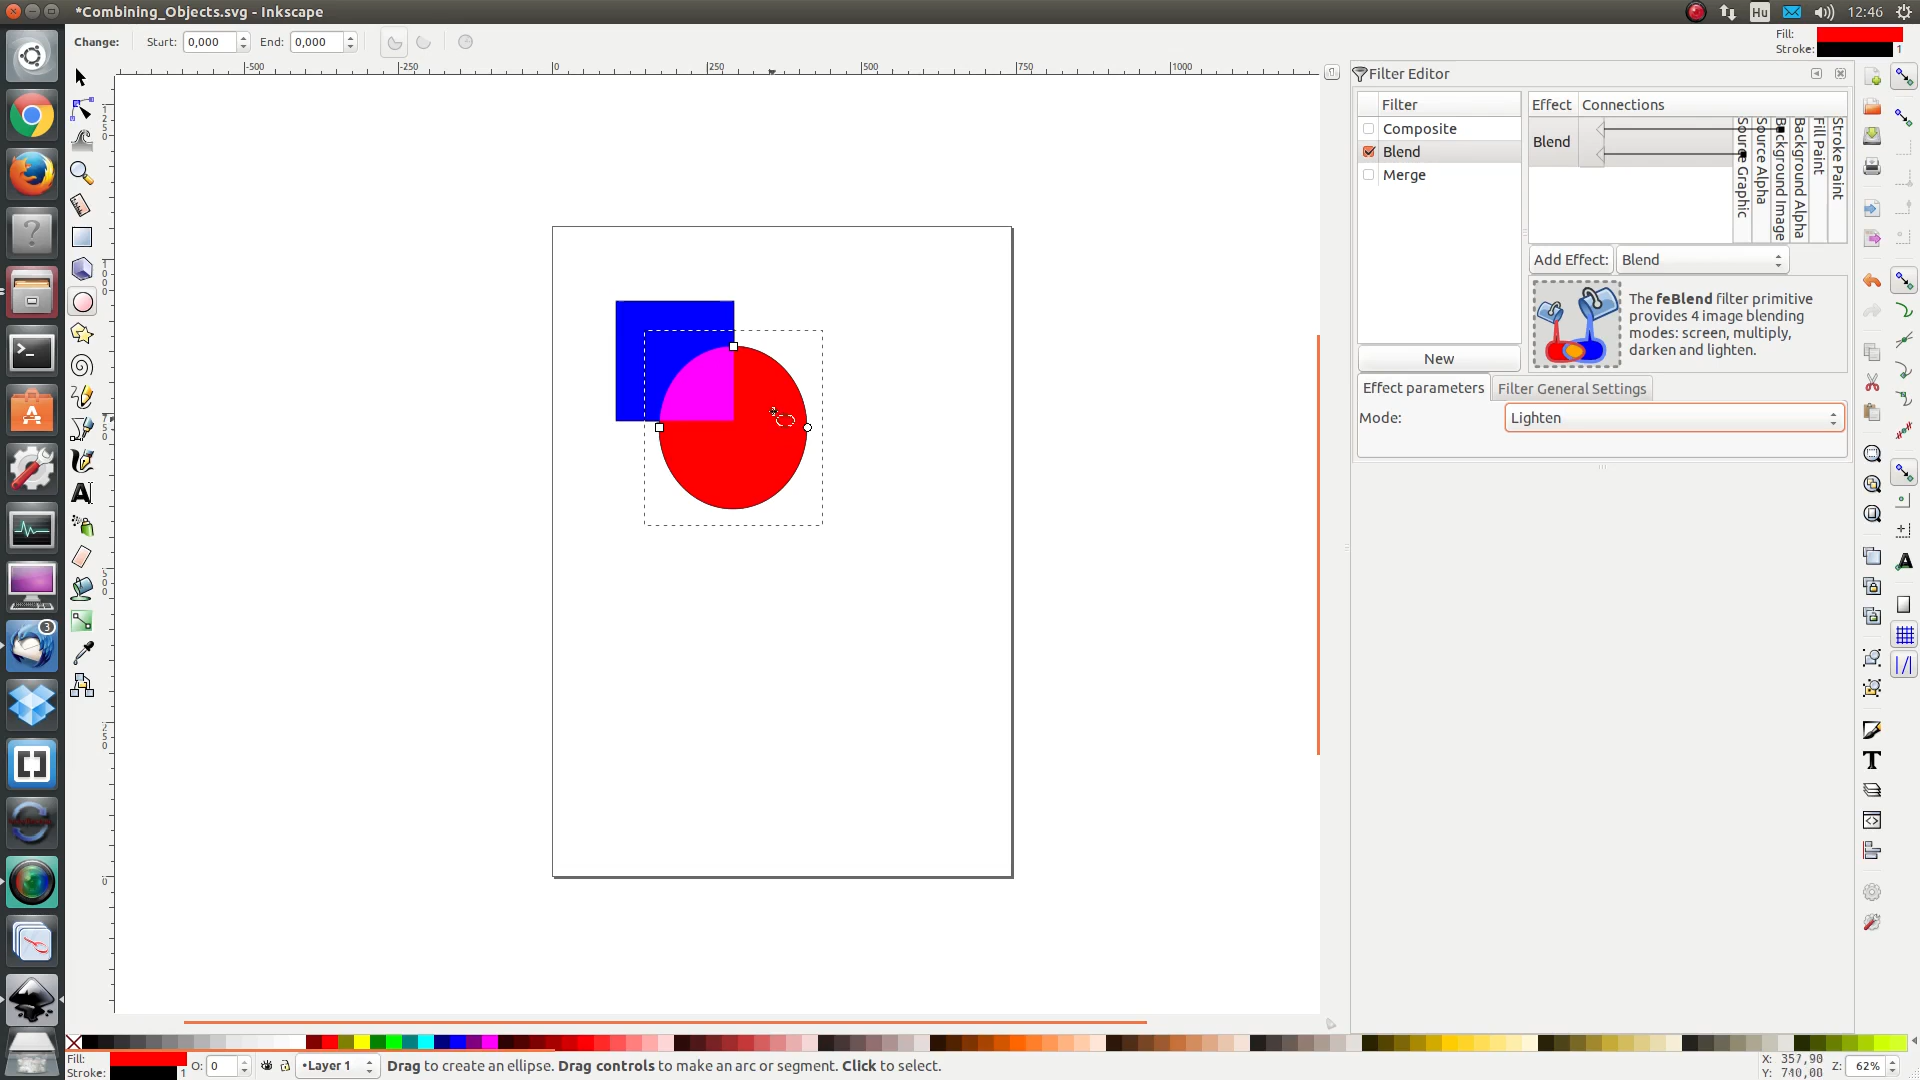 *Combining_Objects.svg - Inkscape
Hu
12:46
Change: Start: 0,000 End: 0,000
Fill:
Stroke: 1
-500 -250 0 250 500 750 1000
Filter Editor
Filter
Composite
Blend
Merge
New
Effect Connections
Blend
Source Graphic
Source Alpha
Background Image
Background Alpha
Fill Paint
Stroke Paint
Add Effect: Blend
The feBlend filter primitive
provides 4 image blending
modes: screen, multiply,
darken and lighten.
Effect parameters Filter General Settings
Mode: Lighten
3
Fill:
Stroke: 1
O: 0
•Layer 1
Drag to create an ellipse. Drag controls to make an arc or segment. Click to select.
X: 357,90
Y: 740,08
Z: 62%